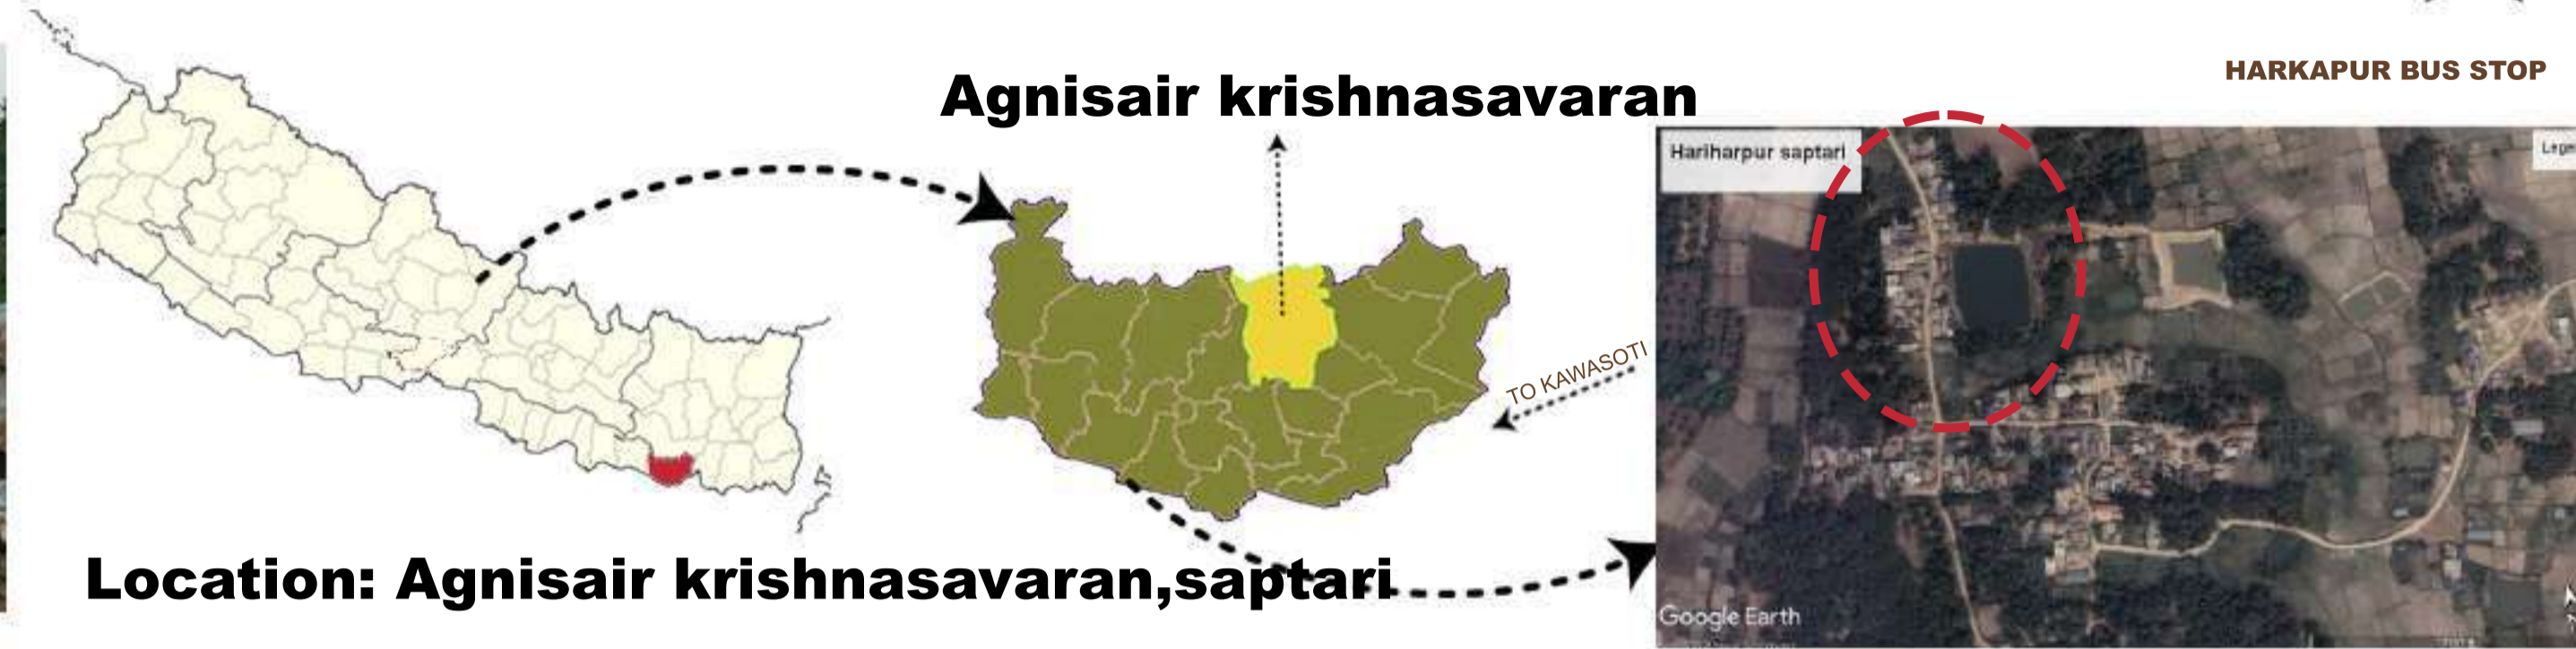 Agnisair krishnasavaran
HARKAPUR BUS STOP
Hariharpur saptari
TO KAWASOTI
Location: Agnisair krishnasavaran,saptari
Google Earth